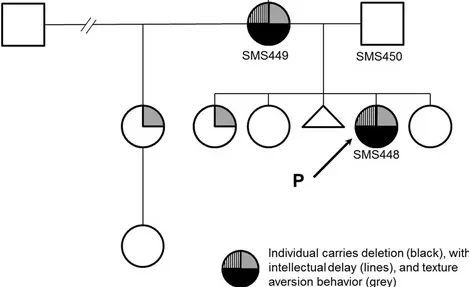 SMS449
SMS450
SMS448
P
Individual carries deletion (black), with
intellectual delay (lines), and texture
aversion behavior (grey)